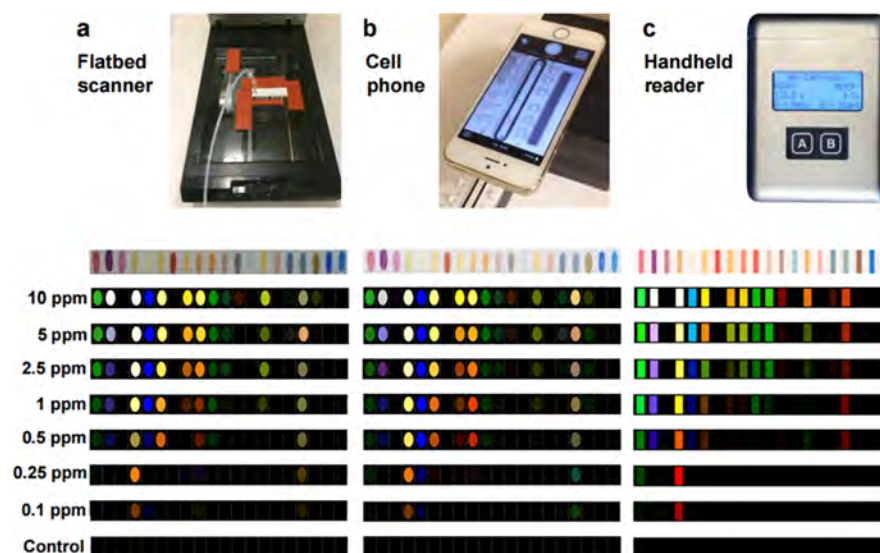 a
Flatbed
scanner
b
Cell
phone
c
Handheld
reader
A B
10 ppm
5 ppm
2.5 ppm
1 ppm
0.5 ppm
0.25 ppm
0.1 ppm
Control